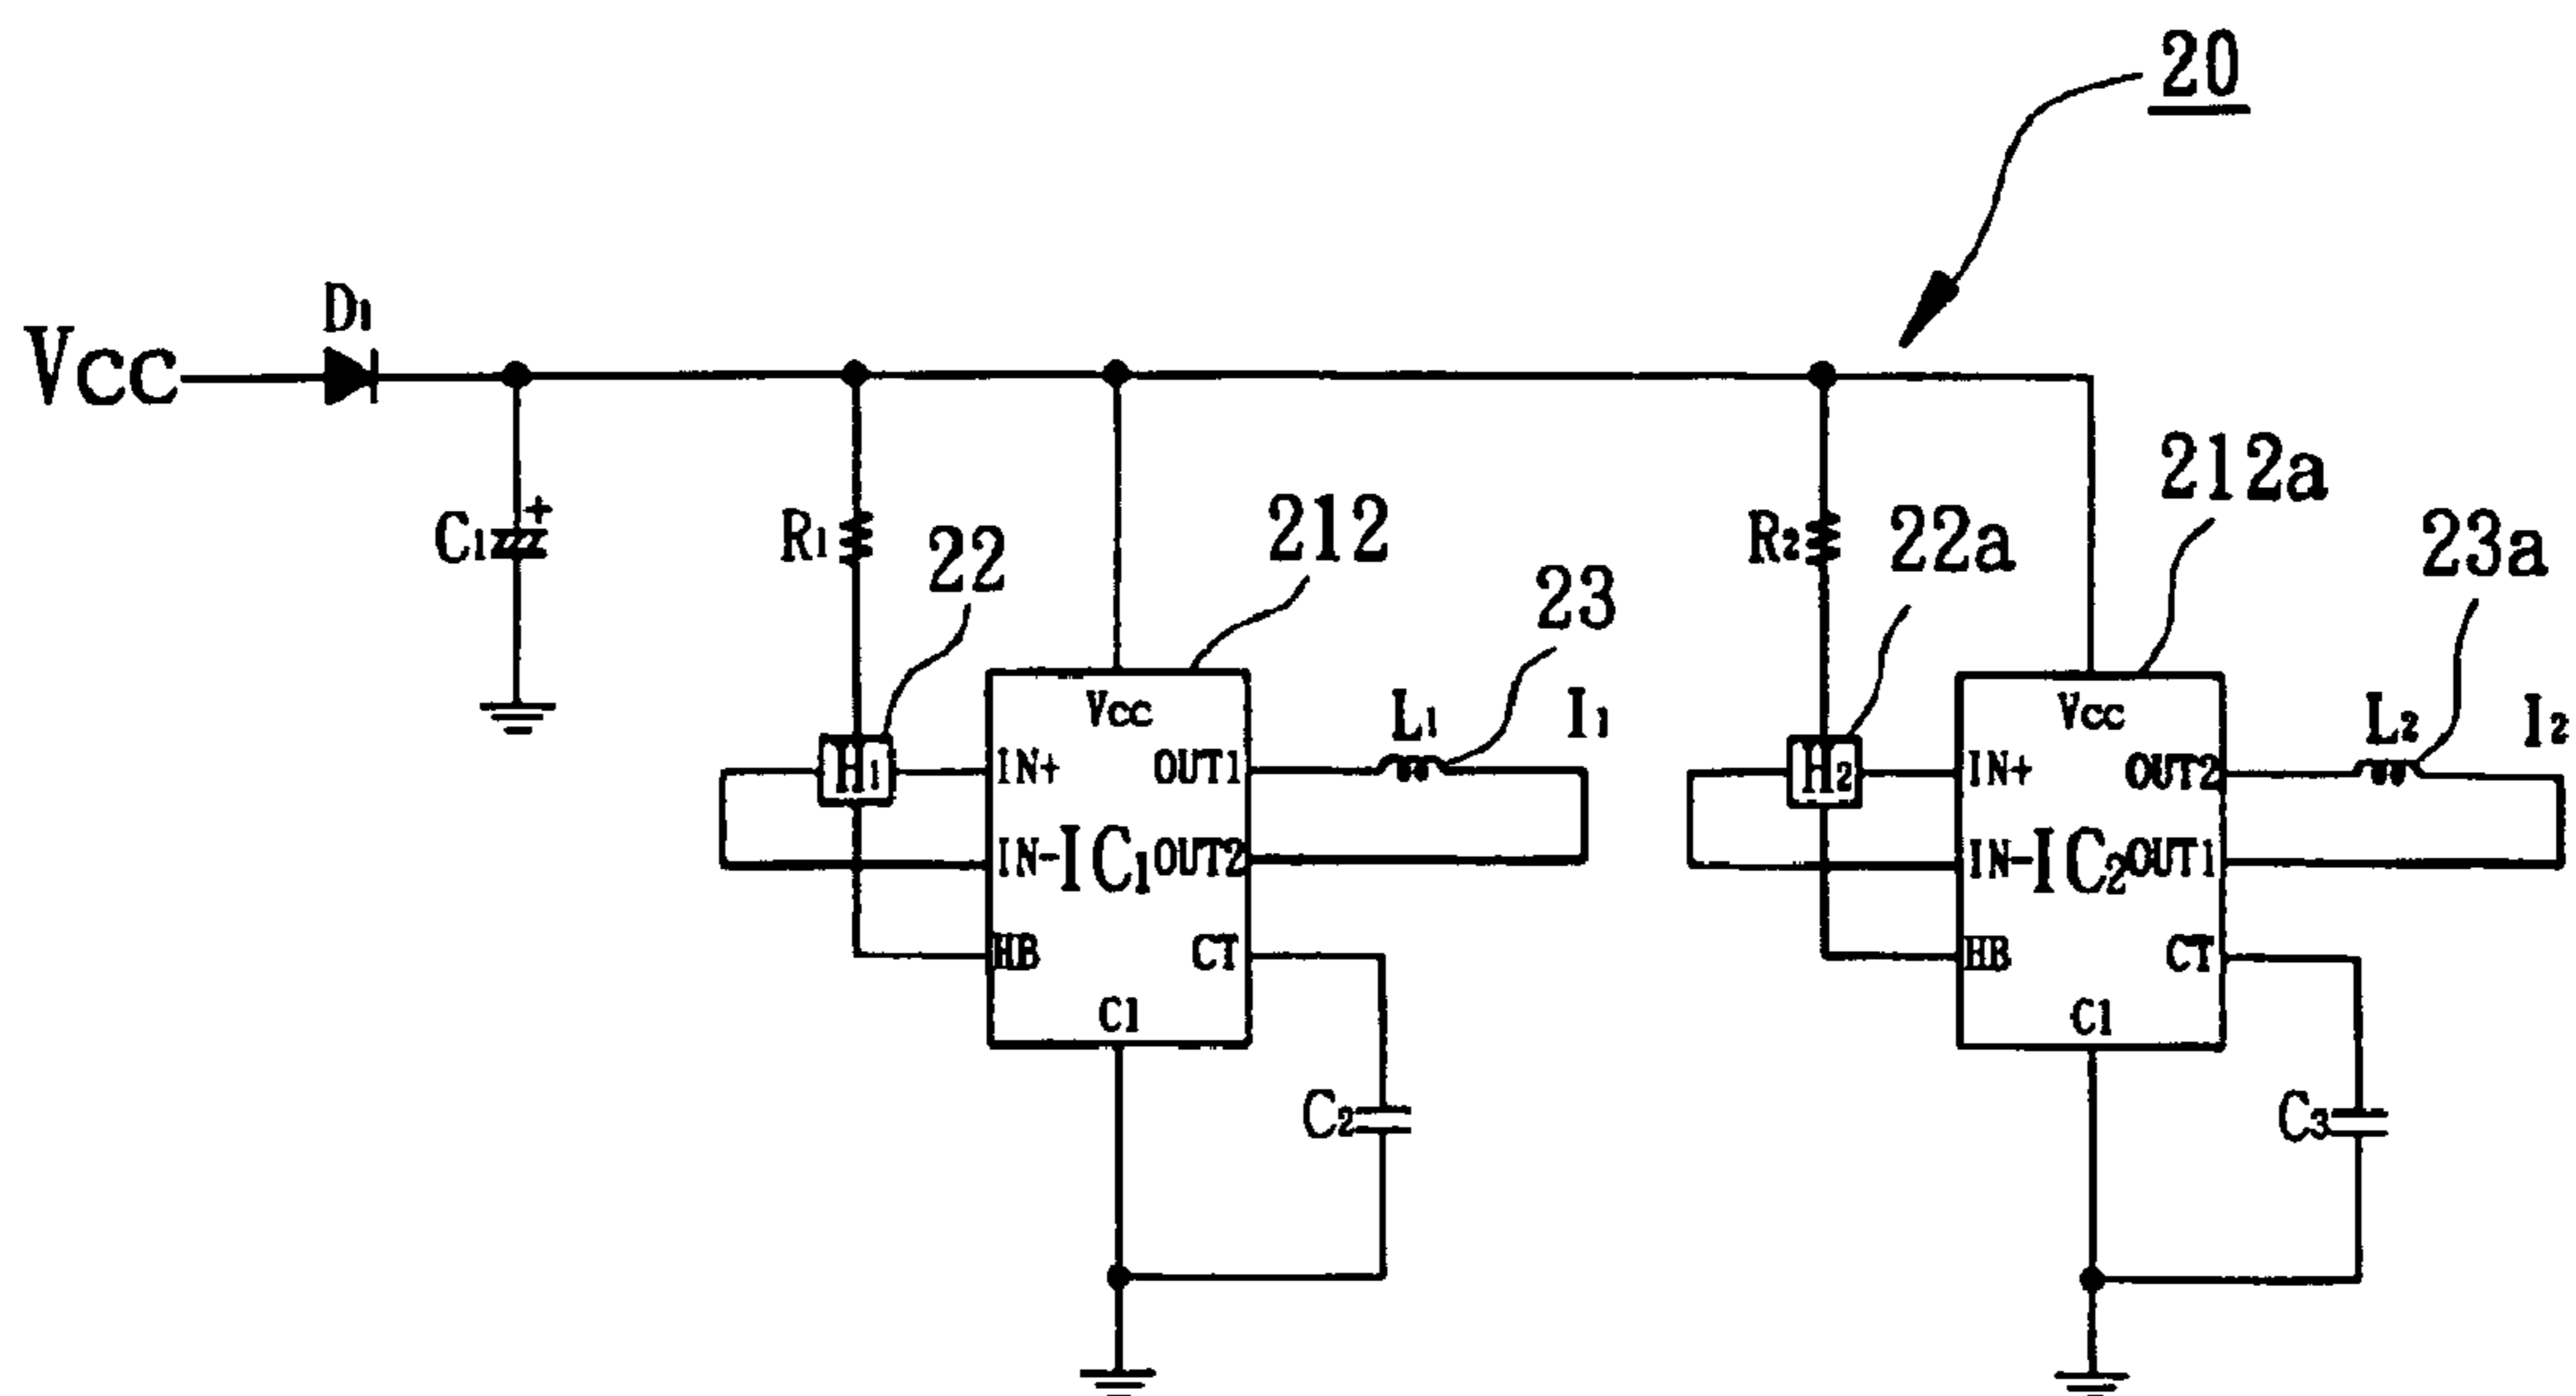 20
VCC
D1
C1
+
R1
22
212
23
R2
22a
212a
23a
H1
VCC
IN+
IN-
HB
IC1
OUT1
OUT2
CT
C1
L1
I1
C2
H2
VCC
IN+
IN-
HB
IC2
OUT2
OUT1
CT
C1
L2
I2
C3